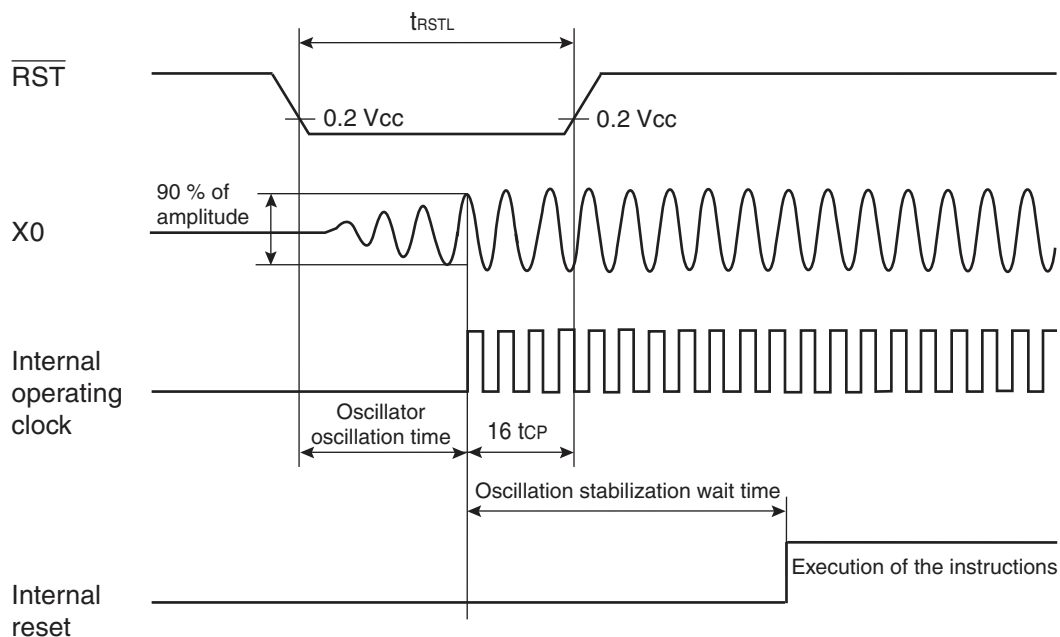 tRSTL
RST
0.2 Vcc
0.2 Vcc
90 % of
amplitude
X0
Internal
operating
clock
Oscillator
oscillation time
16 tCP
Oscillation stabilization wait time
Execution of the instructions
Internal
reset